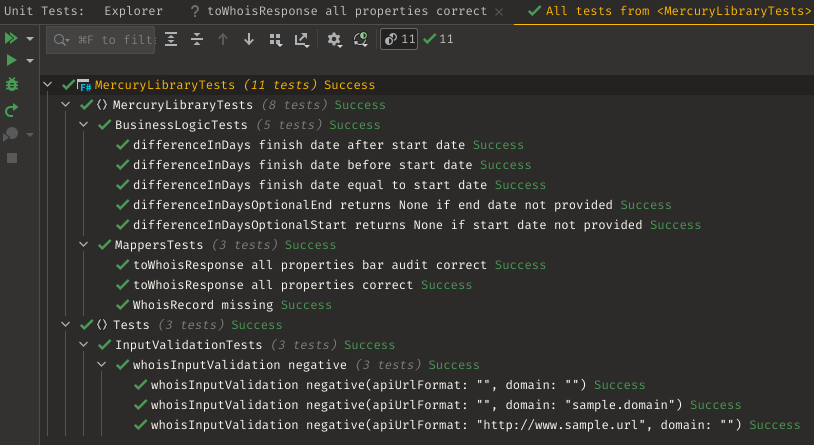 Unit Tests: Explorer ? toWhoisResponse all properties correct × All tests from <MercuryLibraryTests>
⌘F to filt 11 11
F# MercuryLibraryTests (11 tests) Success
{} MercuryLibraryTests (8 tests) Success
BusinessLogicTests (5 tests) Success
differenceInDays finish date after start date Success
differenceInDays finish date before start date Success
differenceInDays finish date equal to start date Success
differenceInDaysOptionalEnd returns None if end date not provided Success
differenceInDaysOptionalStart returns None if start date not provided Success
MappersTests (3 tests) Success
toWhoisResponse all properties bar audit correct Success
toWhoisResponse all properties correct Success
WhoisRecord missing Success
{} Tests (3 tests) Success
InputValidationTests (3 tests) Success
whoisInputValidation negative (3 tests) Success
whoisInputValidation negative(apiUrlFormat: "", domain: "") Success
whoisInputValidation negative(apiUrlFormat: "", domain: "sample.domain") Success
whoisInputValidation negative(apiUrlFormat: "http://www.sample.url", domain: "") Success